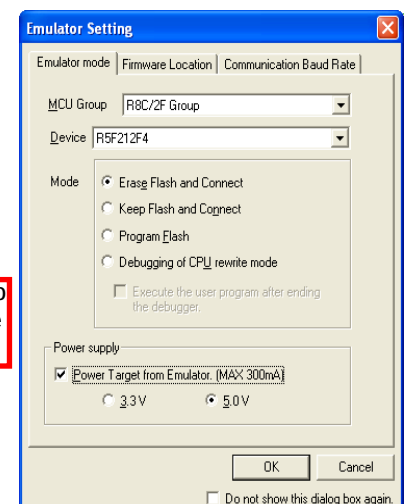 Emulator Setting
Emulator mode
Firmware Location
Communication Baud Rate
MCU Group
R8C/2F Group
Device
R5F212F4
Mode
Erase Flash and Connect
Keep Flash and Connect
Program Flash
Debugging of CPU rewrite mode
Execute the user program after ending
the debugger.
Power supply
Power Target from Emulator. (MAX 300mA)
3.3 V
5.0 V
OK
Cancel
Do not show this dialog box again.